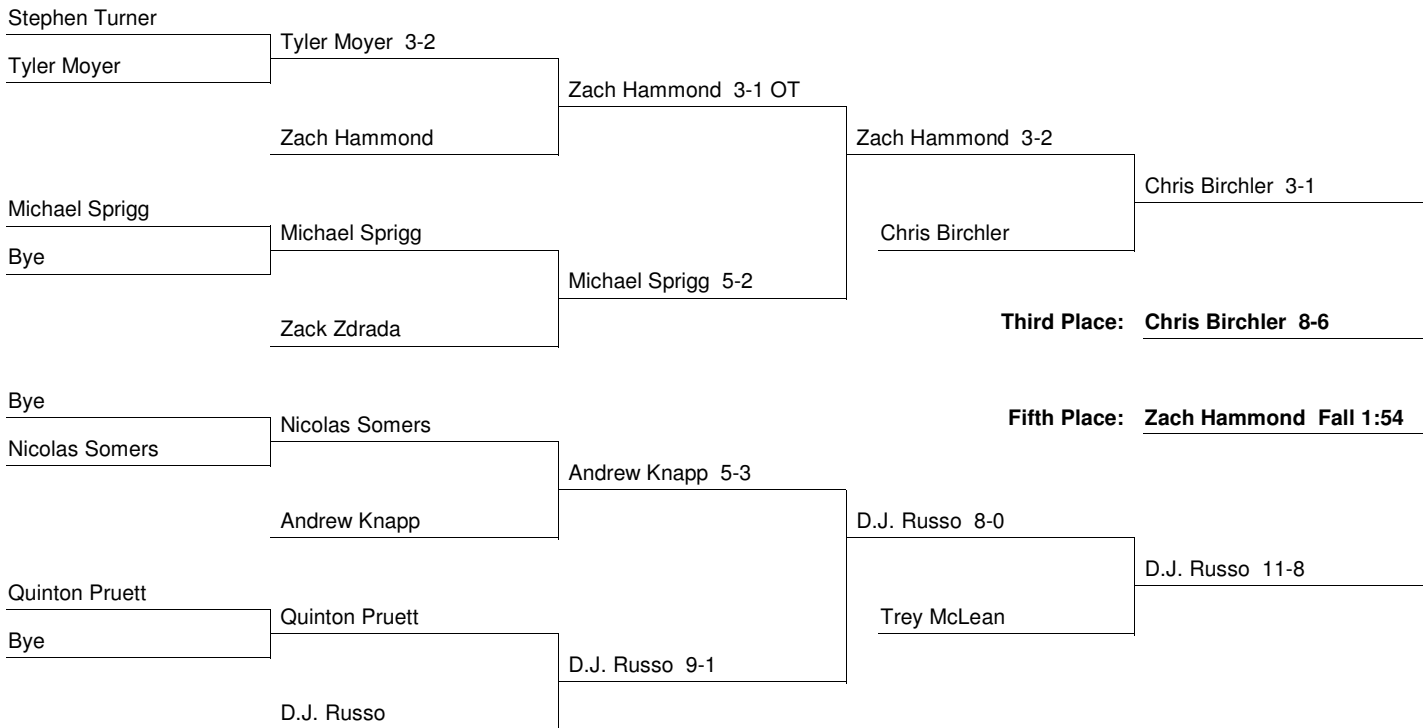 Stephen Turner
Tyler Moyer 3-2
Tyler Moyer
Zach Hammond 3-1 OT
Zach Hammond
Zach Hammond 3-2
Chris Birchler 3-1
Michael Sprigg
Michael Sprigg
Chris Birchler
Bye
Michael Sprigg 5-2
Zack Zdrada
Third Place: Chris Birchler 8-6
Bye
Nicolas Somers
Fifth Place: Zach Hammond Fall 1:54
Nicolas Somers
Andrew Knapp 5-3
Andrew Knapp
D.J. Russo 8-0
D.J. Russo 11-8
Quinton Pruett
Quinton Pruett
Trey McLean
Bye
D.J. Russo 9-1
D.J. Russo